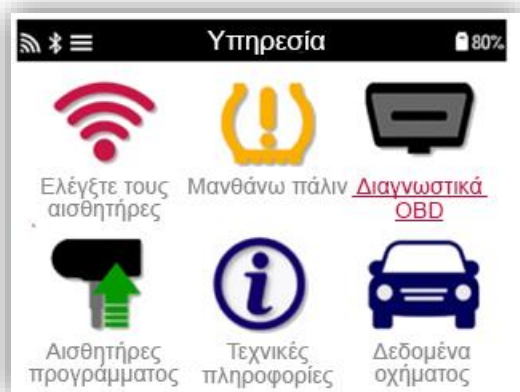 Υπηρεσία 80%
Ελέγξτε τους αισθητήρες
Μανθάνω πάλιν
Διαγνωστικά OBD
Αισθητήρες προγράμματος
Τεχνικές πληροφορίες
Δεδομένα οχήματος